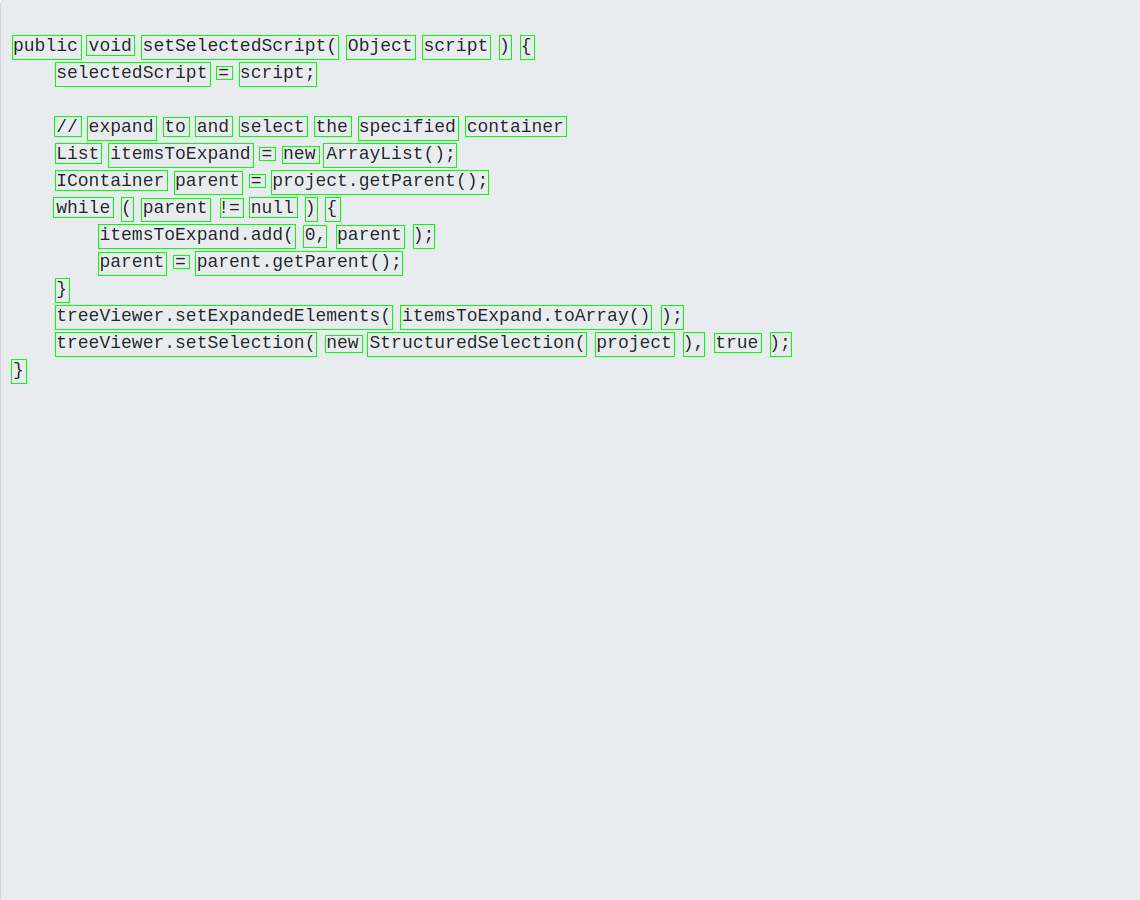 public void setSelectedScript( Object script ) {
    selectedScript = script;

    // expand to and select the specified container
    List itemsToExpand = new ArrayList();
    IContainer parent = project.getParent();
    while ( parent != null ) {
        itemsToExpand.add( 0, parent );
        parent = parent.getParent();
    }
    treeViewer.setExpandedElements( itemsToExpand.toArray() );
    treeViewer.setSelection( new StructuredSelection( project ), true );
}